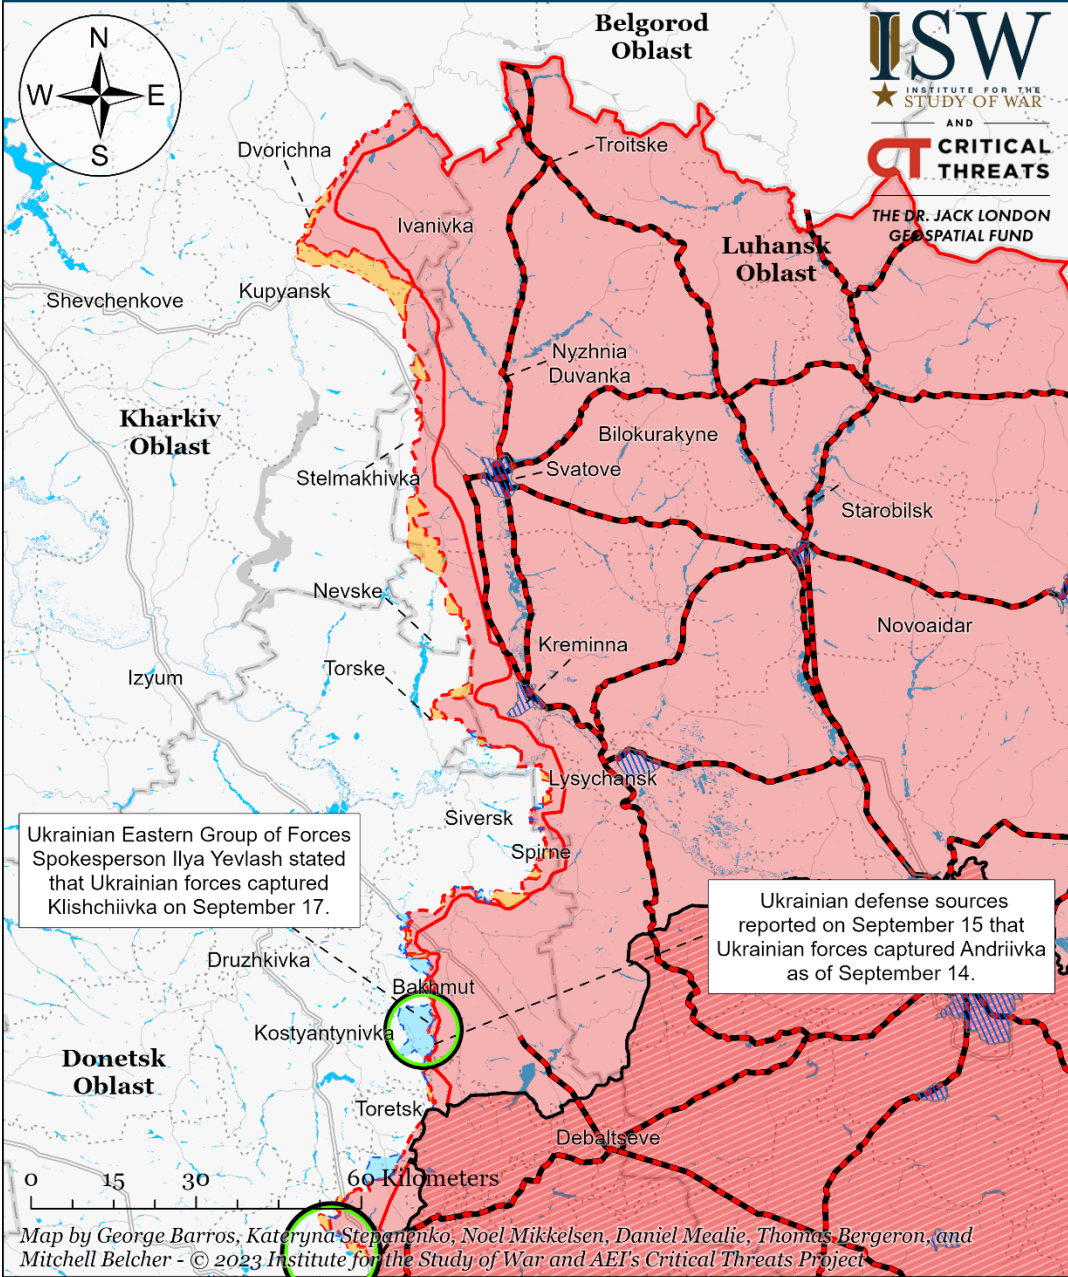 Belgorod
Oblast
ISW
INSTITUTE FOR THE
STUDY OF WAR
AND
CT CRITICAL
THREATS
THE DR. JACK LONDON
GEOSPATIAL FUND
N
W E
S
Dvorichna
Troitske
Ivanivka
Luhansk
Oblast
Shevchenkove
Kupyansk
Nyzhnia
Duvanka
Kharkiv
Oblast
Bilokurakyne
Svatove
Stelmakhivka
Starobilsk
Nevske
Novoaidar
Kreminna
Torske
Izyum
Lysychansk
Siversk
Spirne
Ukrainian Eastern Group of Forces
Spokesperson Ilya Yevlash stated
that Ukrainian forces captured
Klishchiivka on September 17.
Ukrainian defense sources
reported on September 15 that
Ukrainian forces captured Andriivka
as of September 14.
Druzhkivka
Bakhmut
Kostyantynivka
Donetsk
Oblast
Toretsk
Debaltseve
0 15 30 60 Kilometers
Map by George Barros, Kateryna Stepanenko, Noel Mikkelsen, Daniel Mealie, Thomas Bergeron, and
Mitchell Belcher - © 2023 Institute for the Study of War and AEI's Critical Threats Project